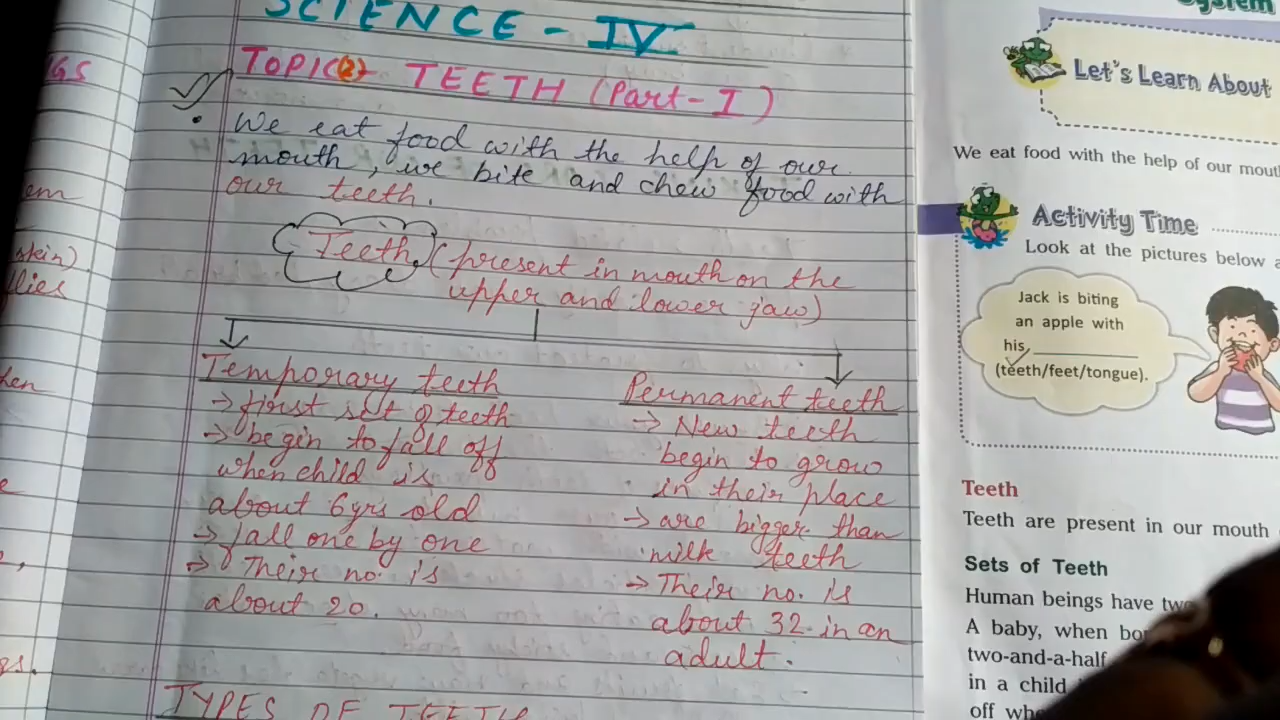 SCIENCE - IV
TOPIC(2) TEETH (Part-I)
We eat food with the help of our
mouth, we bite and chew food with
our teeth.
Teeth (present in mouth on the
upper and lower jaw)
Temporary teeth
→ first set of teeth
→ begin to fall off
when child is
about 6yrs old
→ fall one by one
→ Their no. is
about 20.
Permanent teeth
→ New teeth
begin to grow
in their place
→ are bigger than
milk teeth
→ Their no. is
about 32 in an
adult.
TYPES OF TEETH
System
Let's Learn About
We eat food with the help of our
Activity Time
Look at the pictures below
Jack is biting
an apple with
his, ____________
(teeth/feet/tongue).
Teeth
Teeth are present in our mouth
Sets of Teeth
Human beings have
A baby, when
two-and-a-half
in a child
off